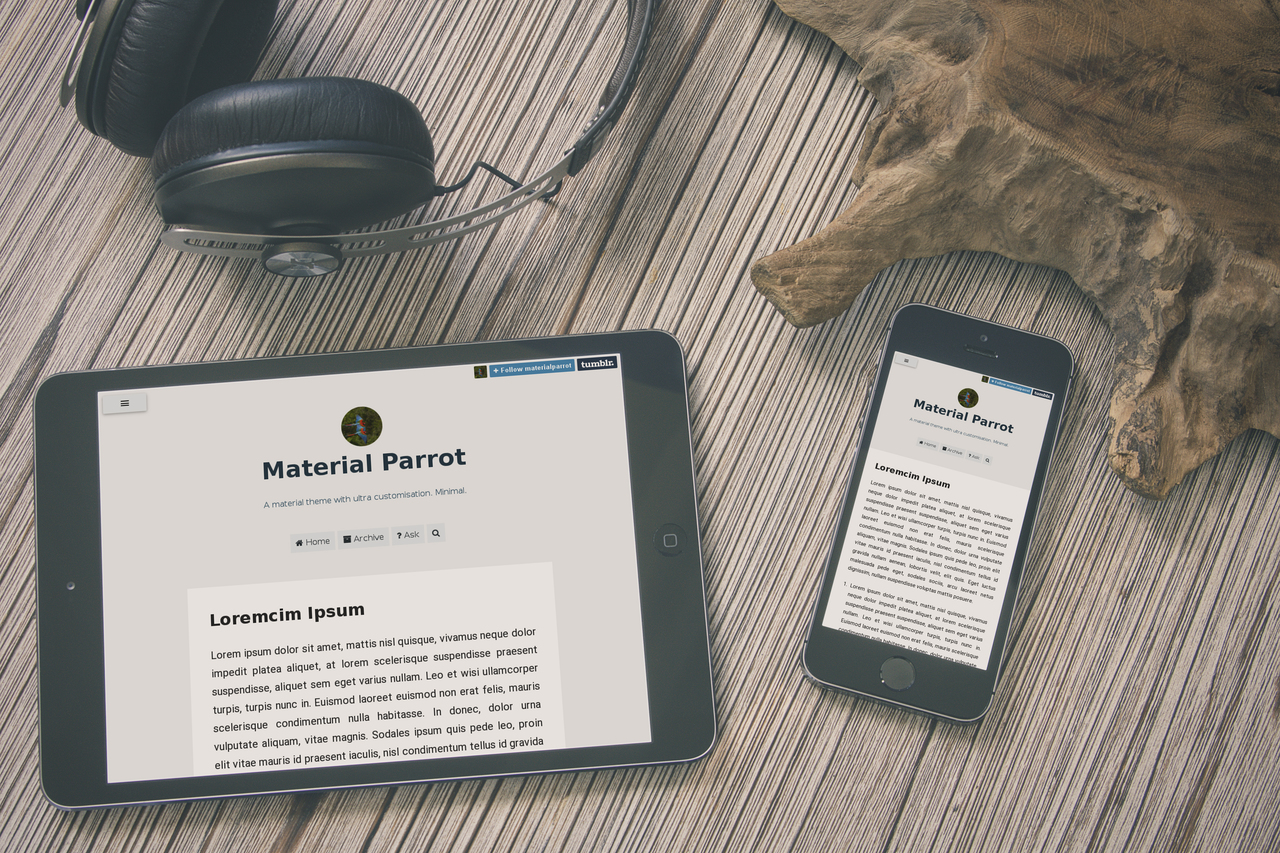 + Follow materialparrot
tumblr.
Material Parrot
A material theme with ultra customisation. Minimal.
Home Archive ? Ask
Loremcim Ipsum
Lorem ipsum dolor sit amet, mattis nisl quisque, vivamus neque dolor
impedit platea aliquet, at lorem scelerisque suspendisse praesent
suspendisse, aliquet sem eget varius nullam. Leo et wisi ullamcorper
turpis, turpis nunc in. Euismod laoreet euismod non erat felis, mauris
scelerisque condimentum nulla habitasse. In donec, dolor urna
vulputate aliquam, vitae magnis. Sodales ipsum quis pede leo, proin
elit vitae mauris id praesent iaculis, nisl condimentum tellus id gravida
+ Follow materialparrot
tumblr.
Material Parrot
A material theme with ultra customisation. Minimal.
Home Archive ? Ask
Loremcim Ipsum
Lorem ipsum dolor sit amet, mattis nisl quisque, vivamus
neque dolor impedit platea aliquet, at lorem scelerisque
suspendisse praesent suspendisse, aliquet sem eget varius
nullam. Leo et wisi ullamcorper turpis, turpis nunc in. Euismod
laoreet euismod non erat felis, mauris scelerisque
condimentum nulla habitasse. In donec, dolor urna vulputate
aliquam, vitae magnis. Sodales ipsum quis pede leo, proin elit
vitae mauris id praesent iaculis, nisl condimentum tellus id
gravida nullam aenean, lobortis velit, elit quis. Eget luctus
malesuada pede eget, sodales sociis, arcu laoreet netus
dignissim, nullam suspendisse voluptas mattis posuere.
1. Lorem ipsum dolor sit amet, mattis nisl quisque, vivamus
neque dolor impedit platea aliquet, at lorem scelerisque
suspendisse praesent suspendisse, aliquet sem eget varius
nullam. Leo et wisi ullamcorper turpis, turpis nunc in.
Euismod laoreet euismod non erat felis, mauris scelerisque
condimentum nulla habitasse. In donec, dolor urna vulputate